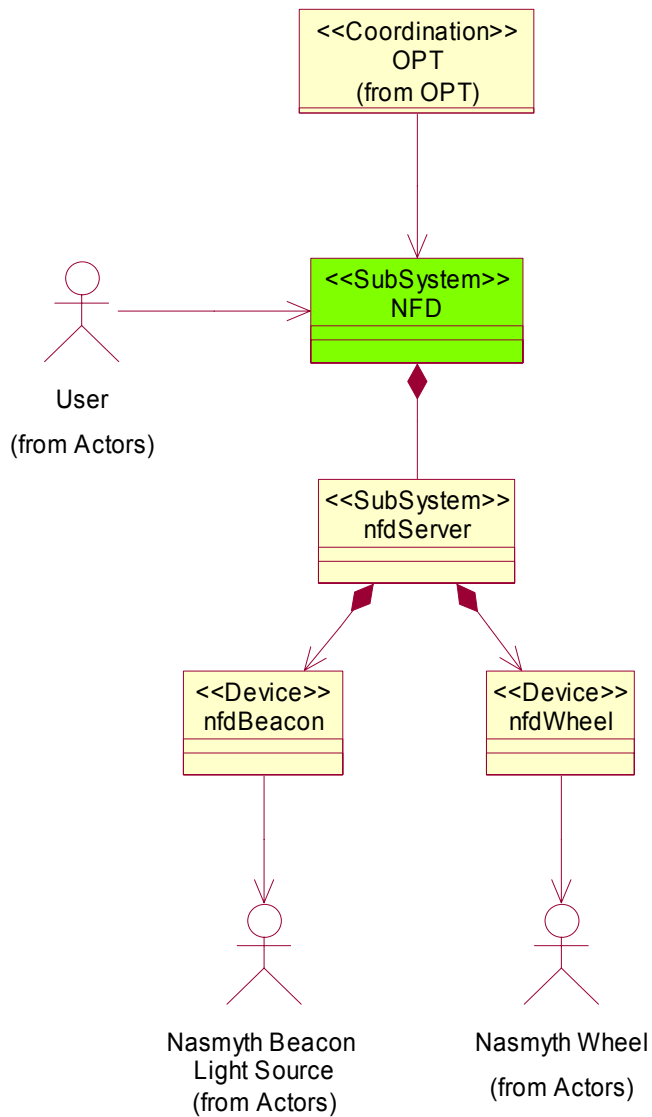 <<Coordination>>
OPT
(from OPT)
<<SubSystem>>
NFD
User
(from Actors)
<<SubSystem>>
nfdServer
<<Device>>
nfdBeacon
<<Device>>
nfdWheel
Nasmyth Beacon
Light Source
(from Actors)
Nasmyth Wheel
(from Actors)